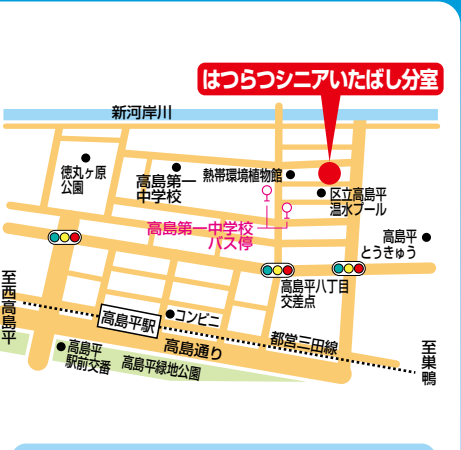 はつらつシニアいたばし分室
新河岸川
徳丸ヶ原
公園
高島第一
中学校
熱帯環境植物館
区立高島平
温水プール
高島第一中学校
バス停
高島平
とうきゅう
高島平八丁目
交差点
至西高島平
高島平駅
コンビニ
都営三田線
高島通り
至巣鴨
高島平
駅前交番
高島平緑地公園